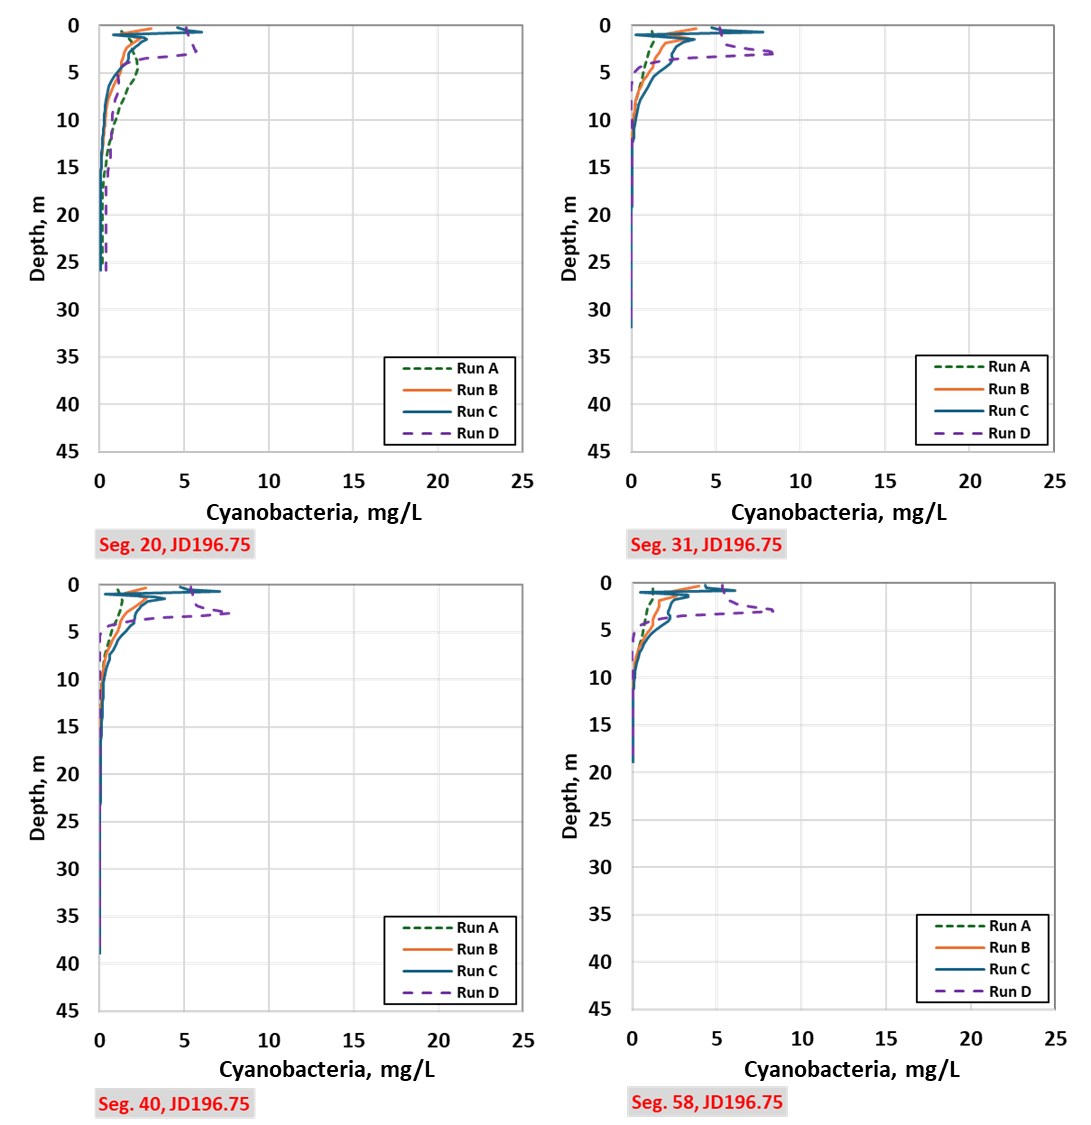 0
5
10
15
20
25
30
35
40
45
Depth, m
Run A
Run B
Run C
Run D
0 5 10 15 20 25
Cyanobacteria, mg/L
Seg. 20, JD196.75
0
5
10
15
20
25
30
35
40
45
Depth, m
Run A
Run B
Run C
Run D
0 5 10 15 20 25
Cyanobacteria, mg/L
Seg. 31, JD196.75
0
5
10
15
20
25
30
35
40
45
Depth, m
Run A
Run B
Run C
Run D
0 5 10 15 20 25
Cyanobacteria, mg/L
Seg. 40, JD196.75
0
5
10
15
20
25
30
35
40
45
Depth, m
Run A
Run B
Run C
Run D
0 5 10 15 20 25
Cyanobacteria, mg/L
Seg. 58, JD196.75